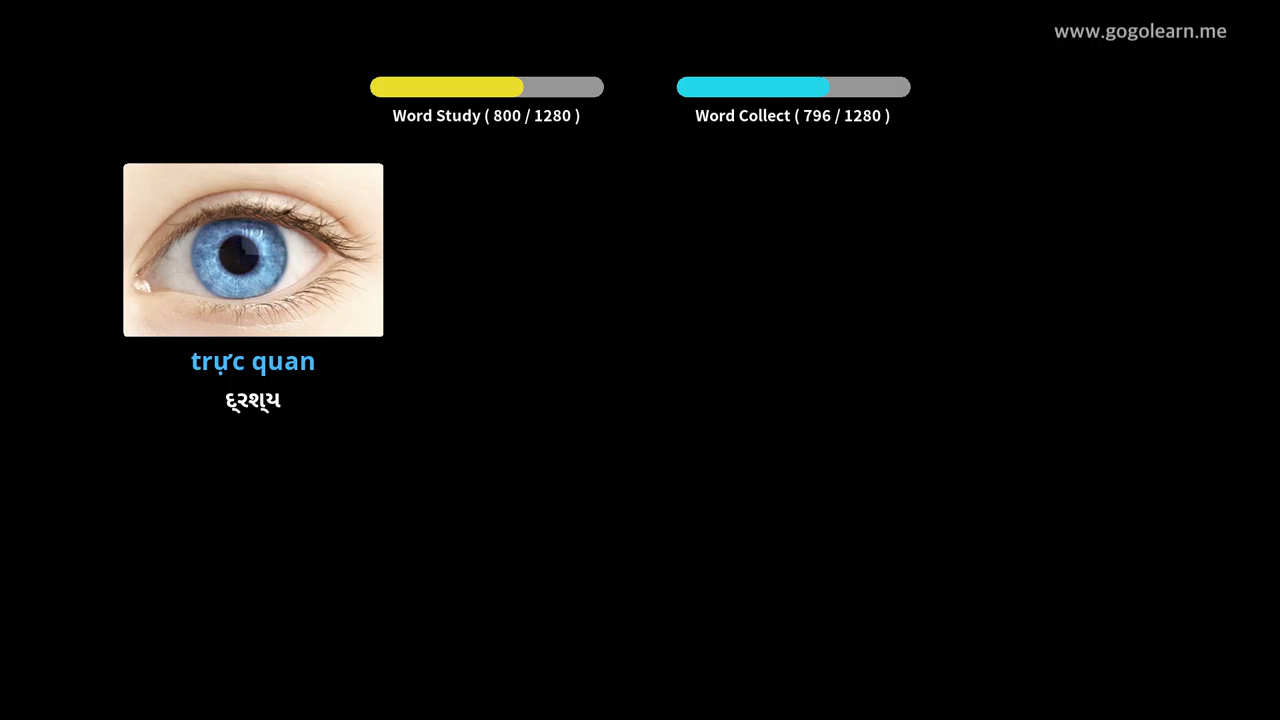 www.gogolearn.me
Word Study ( 800 / 1280 )
Word Collect ( 796 / 1280 )
trực quan
દ્રશ્ય